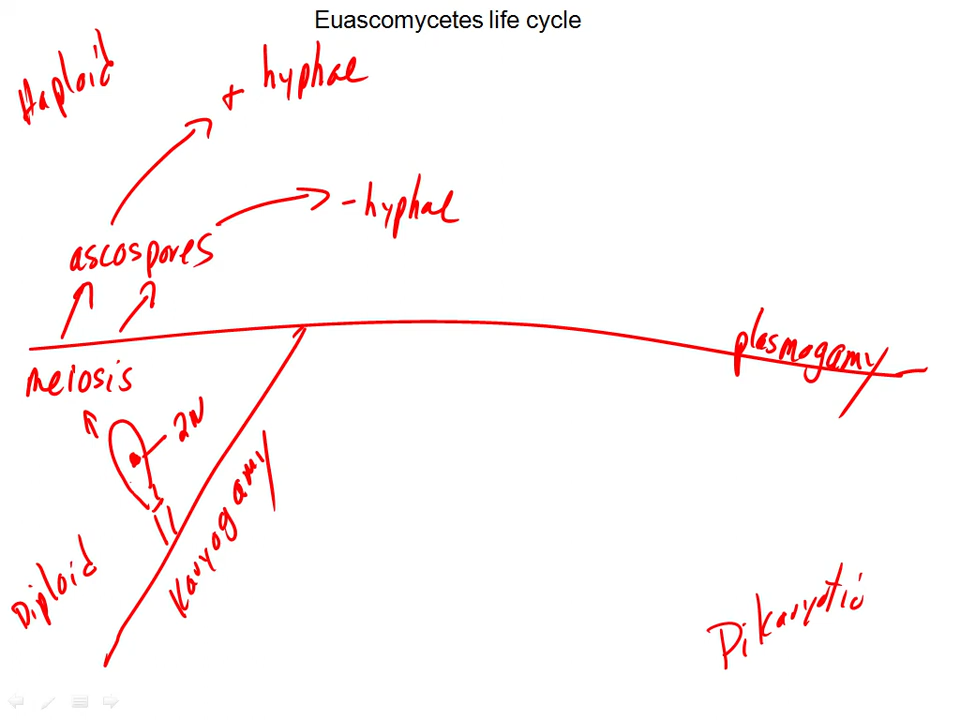 Euascomycetes life cycle
Haploid
+ hyphae
- hyphae
ascospores
plasmogamy
meiosis
2N
Karyogamy
Diploid
Dikaryotic